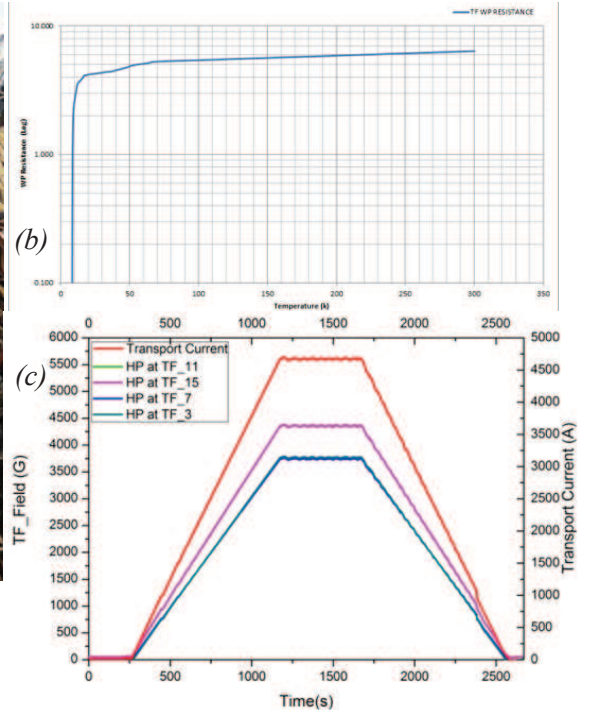 TF WP RESISTANCE
10.000
1.000
0.100
WP Resistance (Log)
(b)
0 50 100 150 200 250 300 350
Temperature (k)
0 500 1000 1500 2000 2500
(c)
Transport Current
HP at TF_11
HP at TF_15
HP at TF_7
HP at TF_3
6000
5500
5000
4500
4000
3500
3000
2500
2000
1500
1000
500
0
TF_Field (G)
5000
4500
4000
3500
3000
2500
2000
1500
1000
500
0
Transport Current (A)
0 500 1000 1500 2000 2500
Time(s)